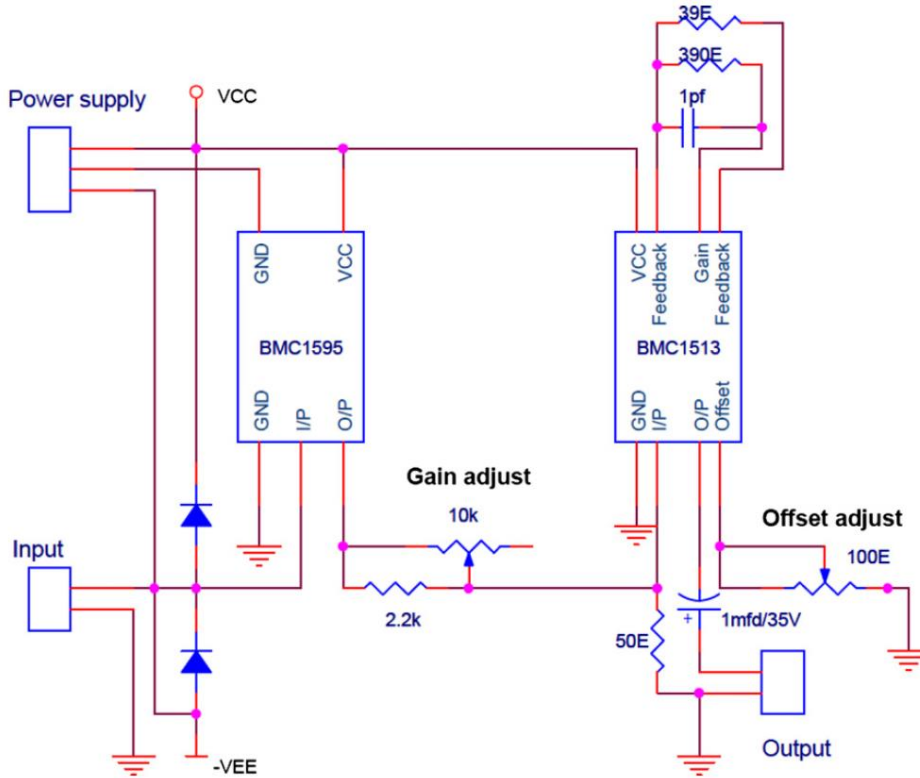 39E
390E
1pf
VCC
Power supply
GND
VCC
BMC1595
GND
I/P
O/P
VCC
Feedback
Gain
Feedback
BMC1513
GND
I/P
O/P
Offset
Gain adjust
10k
2.2k
Offset adjust
100E
Input
50E
+
1mfd/35V
-VEE
Output